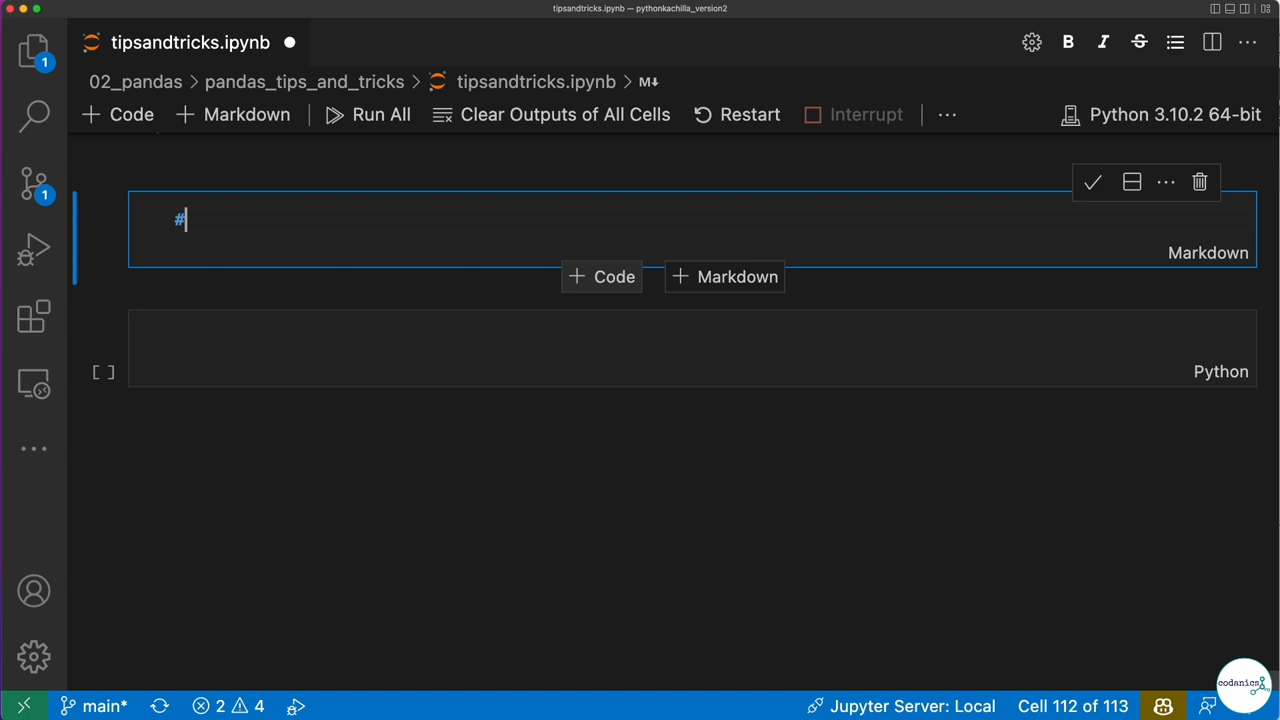 tipsandtricks.ipynb — pythonkachilla_version2
tipsandtricks.ipynb
02_pandas > pandas_tips_and_tricks > tipsandtricks.ipynb > M↓
+ Code + Markdown Run All Clear Outputs of All Cells Restart Interrupt ··· Python 3.10.2 64-bit
1
1
#
Markdown
+ Code + Markdown
[ ]
Python
main* 2 4 Jupyter Server: Local Cell 112 of 113
codanics